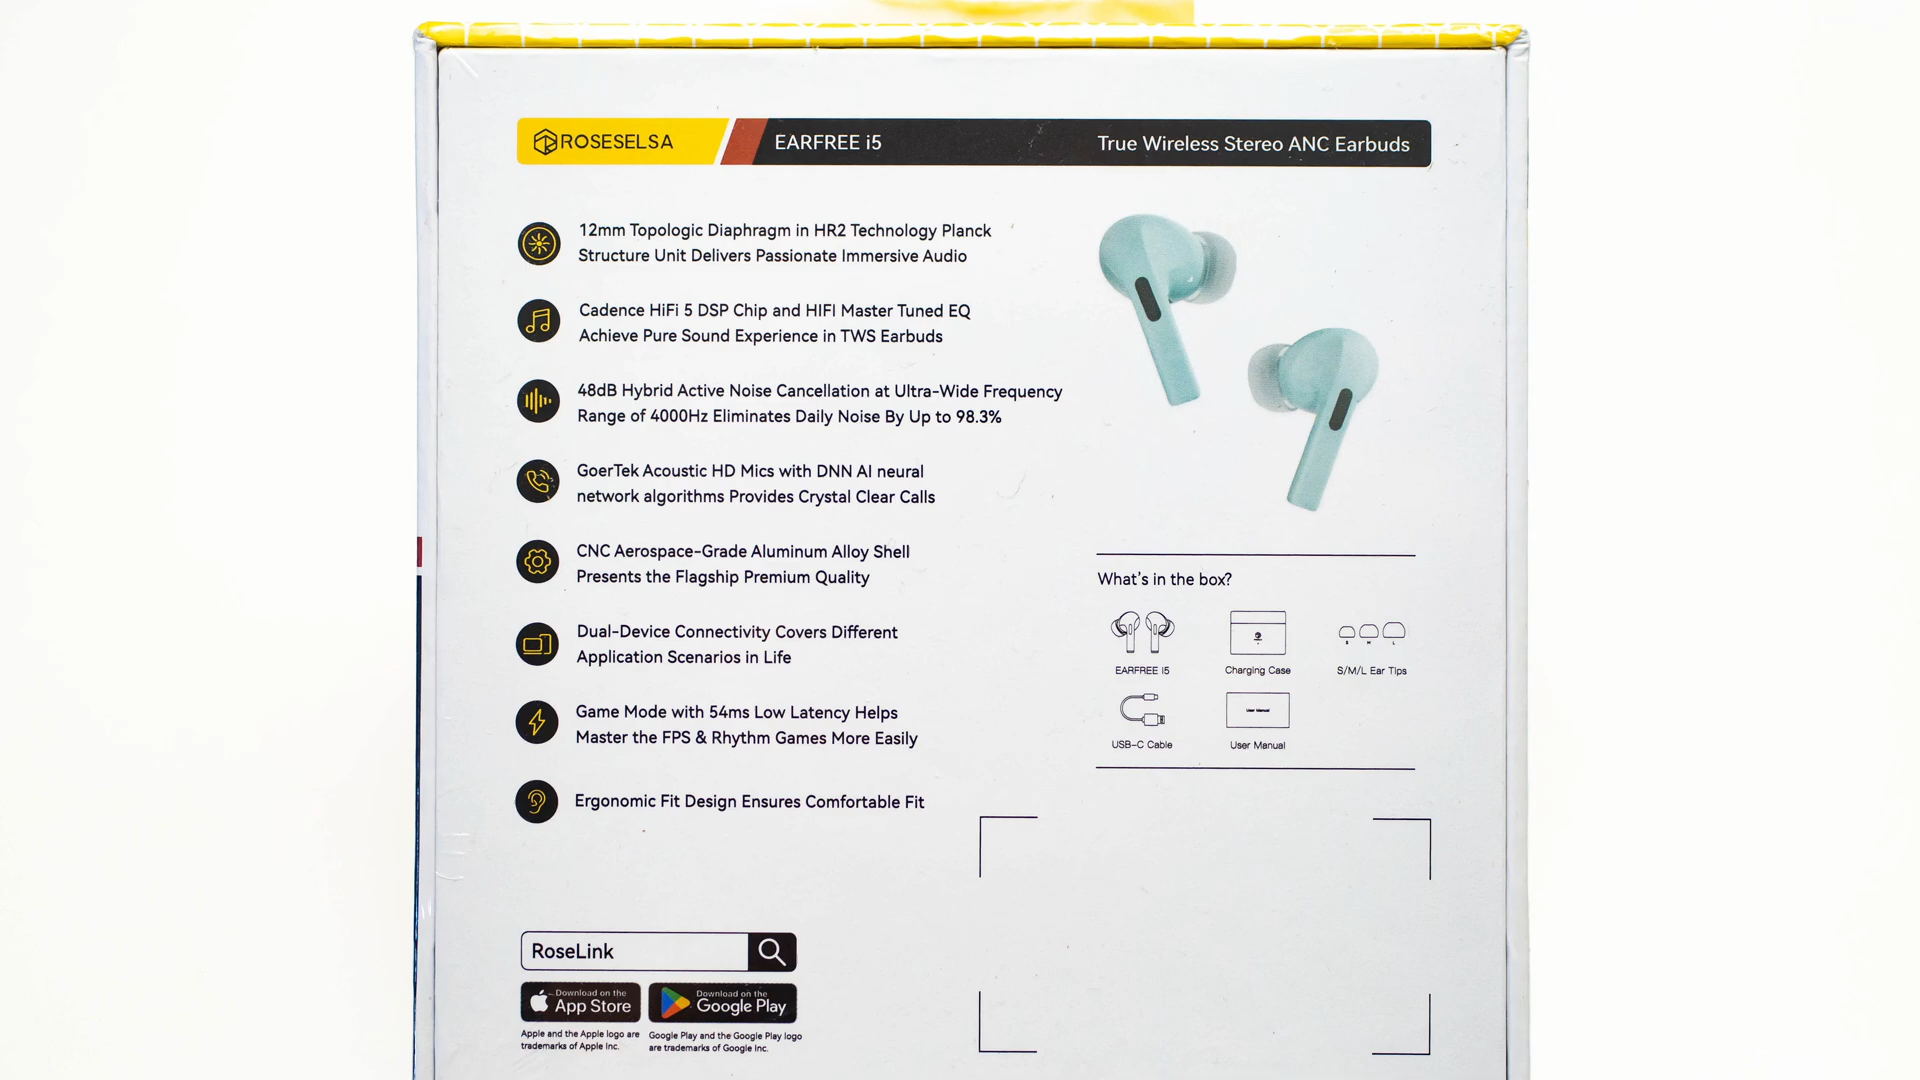 ROSESELSA EARFREE i5 True Wireless Stereo ANC Earbuds
12mm Topologic Diaphragm in HR2 Technology Planck
Structure Unit Delivers Passionate Immersive Audio
Cadence HiFi 5 DSP Chip and HIFI Master Tuned EQ
Achieve Pure Sound Experience in TWS Earbuds
48dB Hybrid Active Noise Cancellation at Ultra-Wide Frequency
Range of 4000Hz Eliminates Daily Noise By Up to 98.3%
GoerTek Acoustic HD Mics with DNN AI neural
network algorithms Provides Crystal Clear Calls
CNC Aerospace-Grade Aluminum Alloy Shell
Presents the Flagship Premium Quality
Dual-Device Connectivity Covers Different
Application Scenarios in Life
Game Mode with 54ms Low Latency Helps
Master the FPS & Rhythm Games More Easily
Ergonomic Fit Design Ensures Comfortable Fit
What's in the box?
S M L
EARFREE I5 Charging Case S/M/L Ear Tips
User Manual
USB-C Cable User Manual
RoseLink
Download on the
App Store
Download on the
Google Play
Apple and the Apple logo are
trademarks of Apple Inc.
Google Play and the Google Play logo
are trademarks of Google Inc.